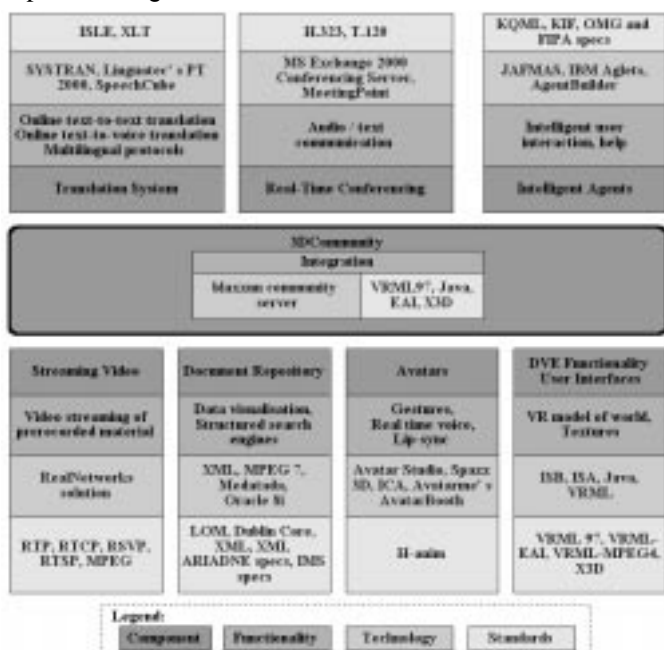 ISLE, XLT
SYSTRAN, Linguatec's PT
2000, SpeechCube
Online text-to-text translation
Online text-to-voice translation
Multilingual protocols
Translation System
H.323, T.120
MS Exchange 2000
Conferencing Server,
MeetingPoint
Audio / text
communication
Real-Time Conferencing
KQML, KIF, OMG and
FIPA specs
JAFMAS, IBM Aglets,
AgentBuilder
Intelligent user
interaction, help
Intelligent Agents
3DCommunity
Integration
blaxxun community
server
VRML97, Java,
EAI, X3D
Streaming Video
Video streaming of
prerecorded material
RealNetworks
solution
RTP, RTCP, RSVP,
RTSP, MPEG
Document Repository
Data visualisation,
Structured search
engines
XML, MPEG 7,
Metadata,
Oracle 8i
LOM, Dublin Core,
XML, XMI,
ARIADNE specs, IMS
specs
Avatars
Gestures,
Real time voice,
Lip-sync
Avatar Studio, Spazz
3D, ICA, Avatarme's
AvatarBooth
H-anim
DVE Functionality
User Interfaces
VR model of world,
Textures
ISB, ISA, Java,
VRML
VRML 97, VRML-
EAI, VRML-MPEG4,
X3D
Legend:
Component
Functionality
Technology
Standards